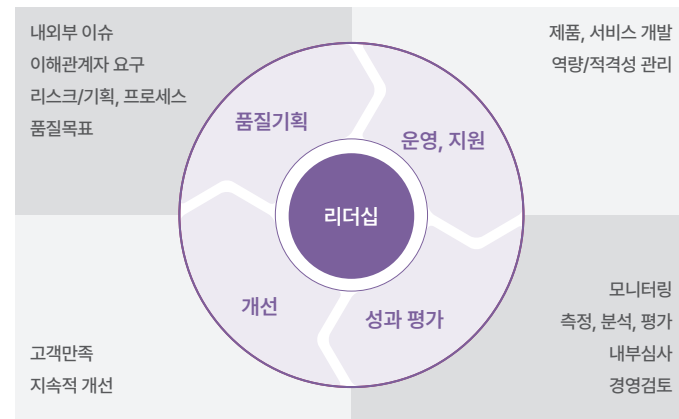 내외부 이슈
이해관계자 요구
리스크/기획, 프로세스
품질목표
제품, 서비스 개발
역량/적격성 관리
품질기획
운영, 지원
리더십
개선
성과 평가
고객만족
지속적 개선
모니터링
측정, 분석, 평가
내부심사
경영검토